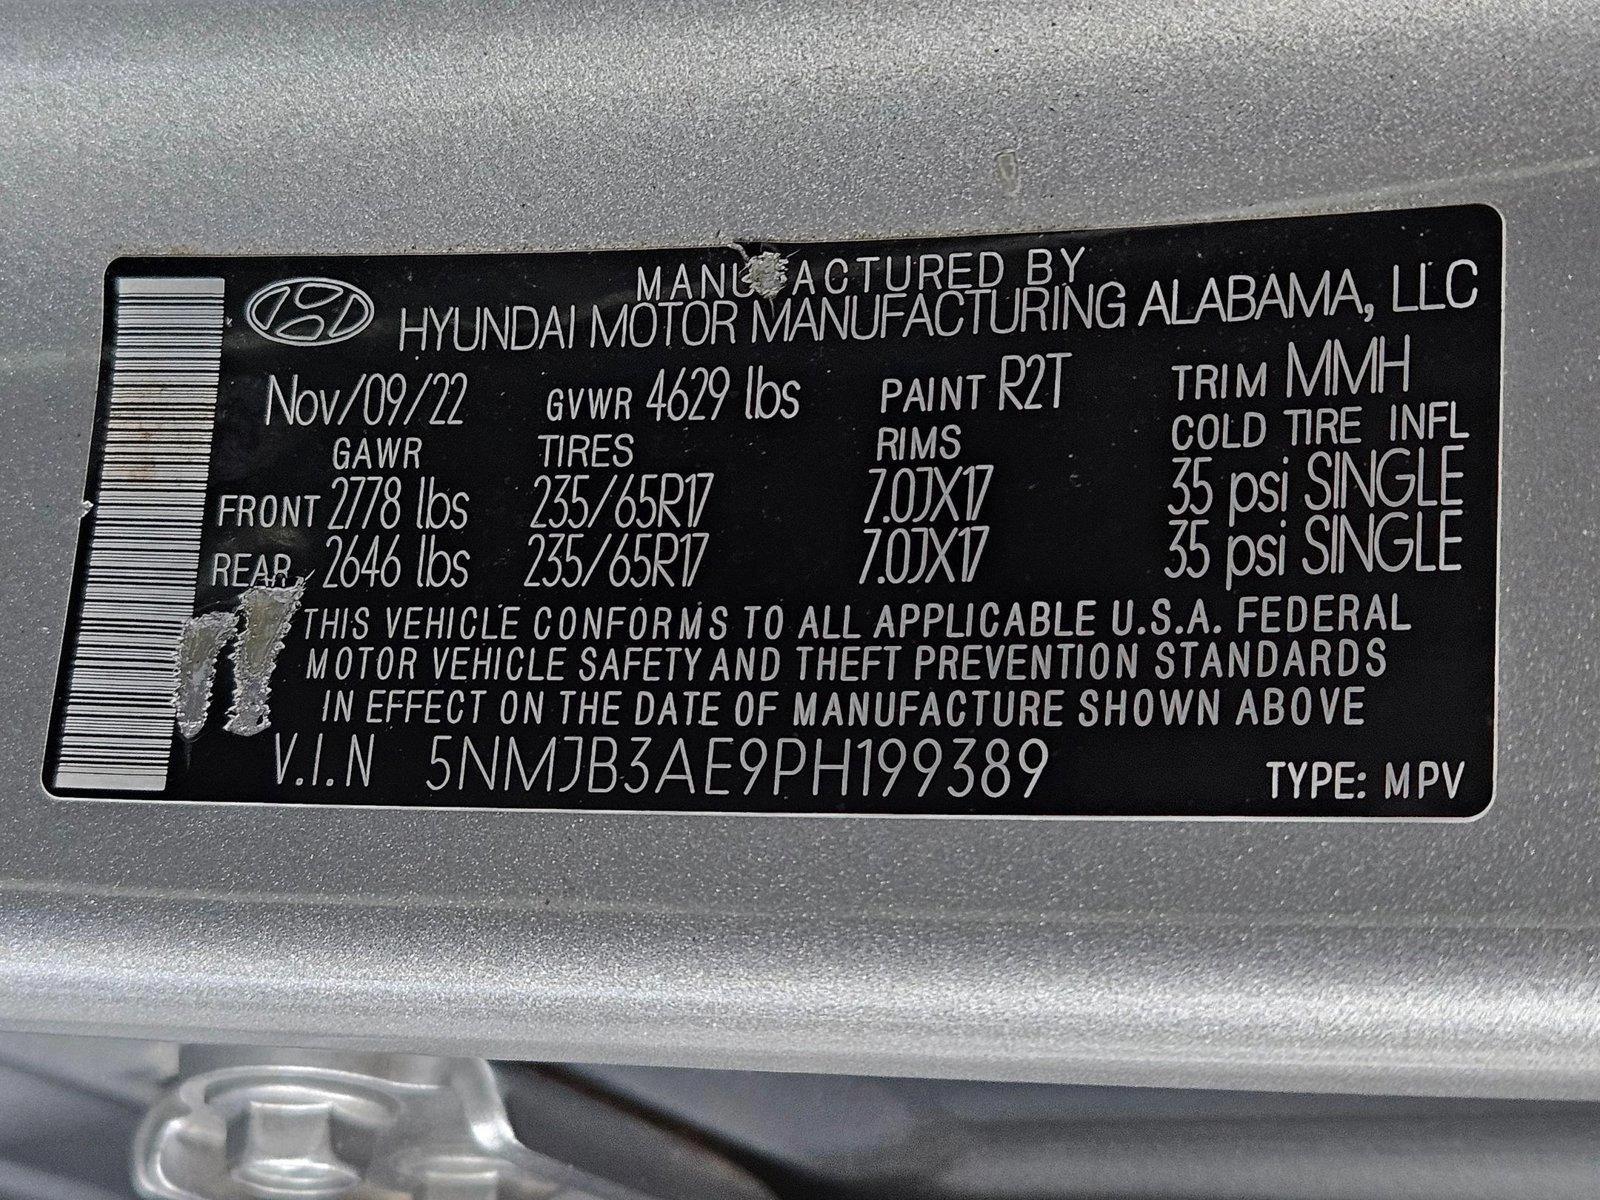 MANUFACTURED BY
HYUNDAI MOTOR MANUFACTURING ALABAMA, LLC
Nov/09/22 GVWR 4629 lbs PAINT R2T TRIM MMH
GAWR TIRES RIMS COLD TIRE INFL
FRONT 2778 lbs 235/65R17 7.0JX17 35 psi SINGLE
REAR 2646 lbs 235/65R17 7.0JX17 35 psi SINGLE
THIS VEHICLE CONFORMS TO ALL APPLICABLE U.S.A. FEDERAL
MOTOR VEHICLE SAFETY AND THEFT PREVENTION STANDARDS
IN EFFECT ON THE DATE OF MANUFACTURE SHOWN ABOVE
V.I.N 5NMJB3AE9PH199389 TYPE: MPV